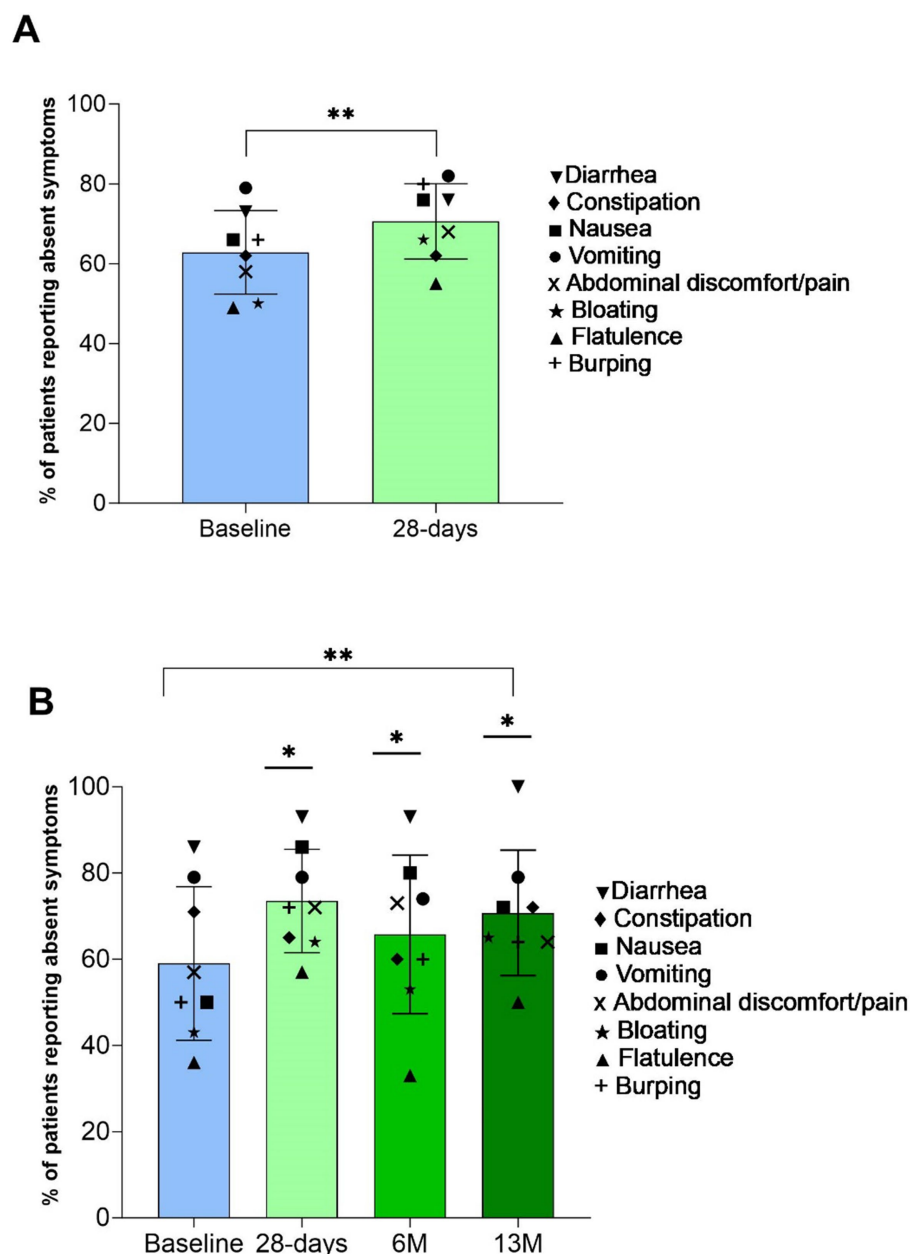 A
% of patients reporting absent symptoms
100
80
60
40
20
0
**
Baseline
28-days
▼Diarrhea
◆Constipation
■Nausea
●Vomiting
×Abdominal discomfort/pain
★Bloating
▲Flatulence
+Burping
B
% of patients reporting absent symptoms
100
80
60
40
20
0
**
*
*
*
Baseline
28-days
6M
13M
▼Diarrhea
◆Constipation
■Nausea
●Vomiting
×Abdominal discomfort/pain
★Bloating
▲Flatulence
+Burping